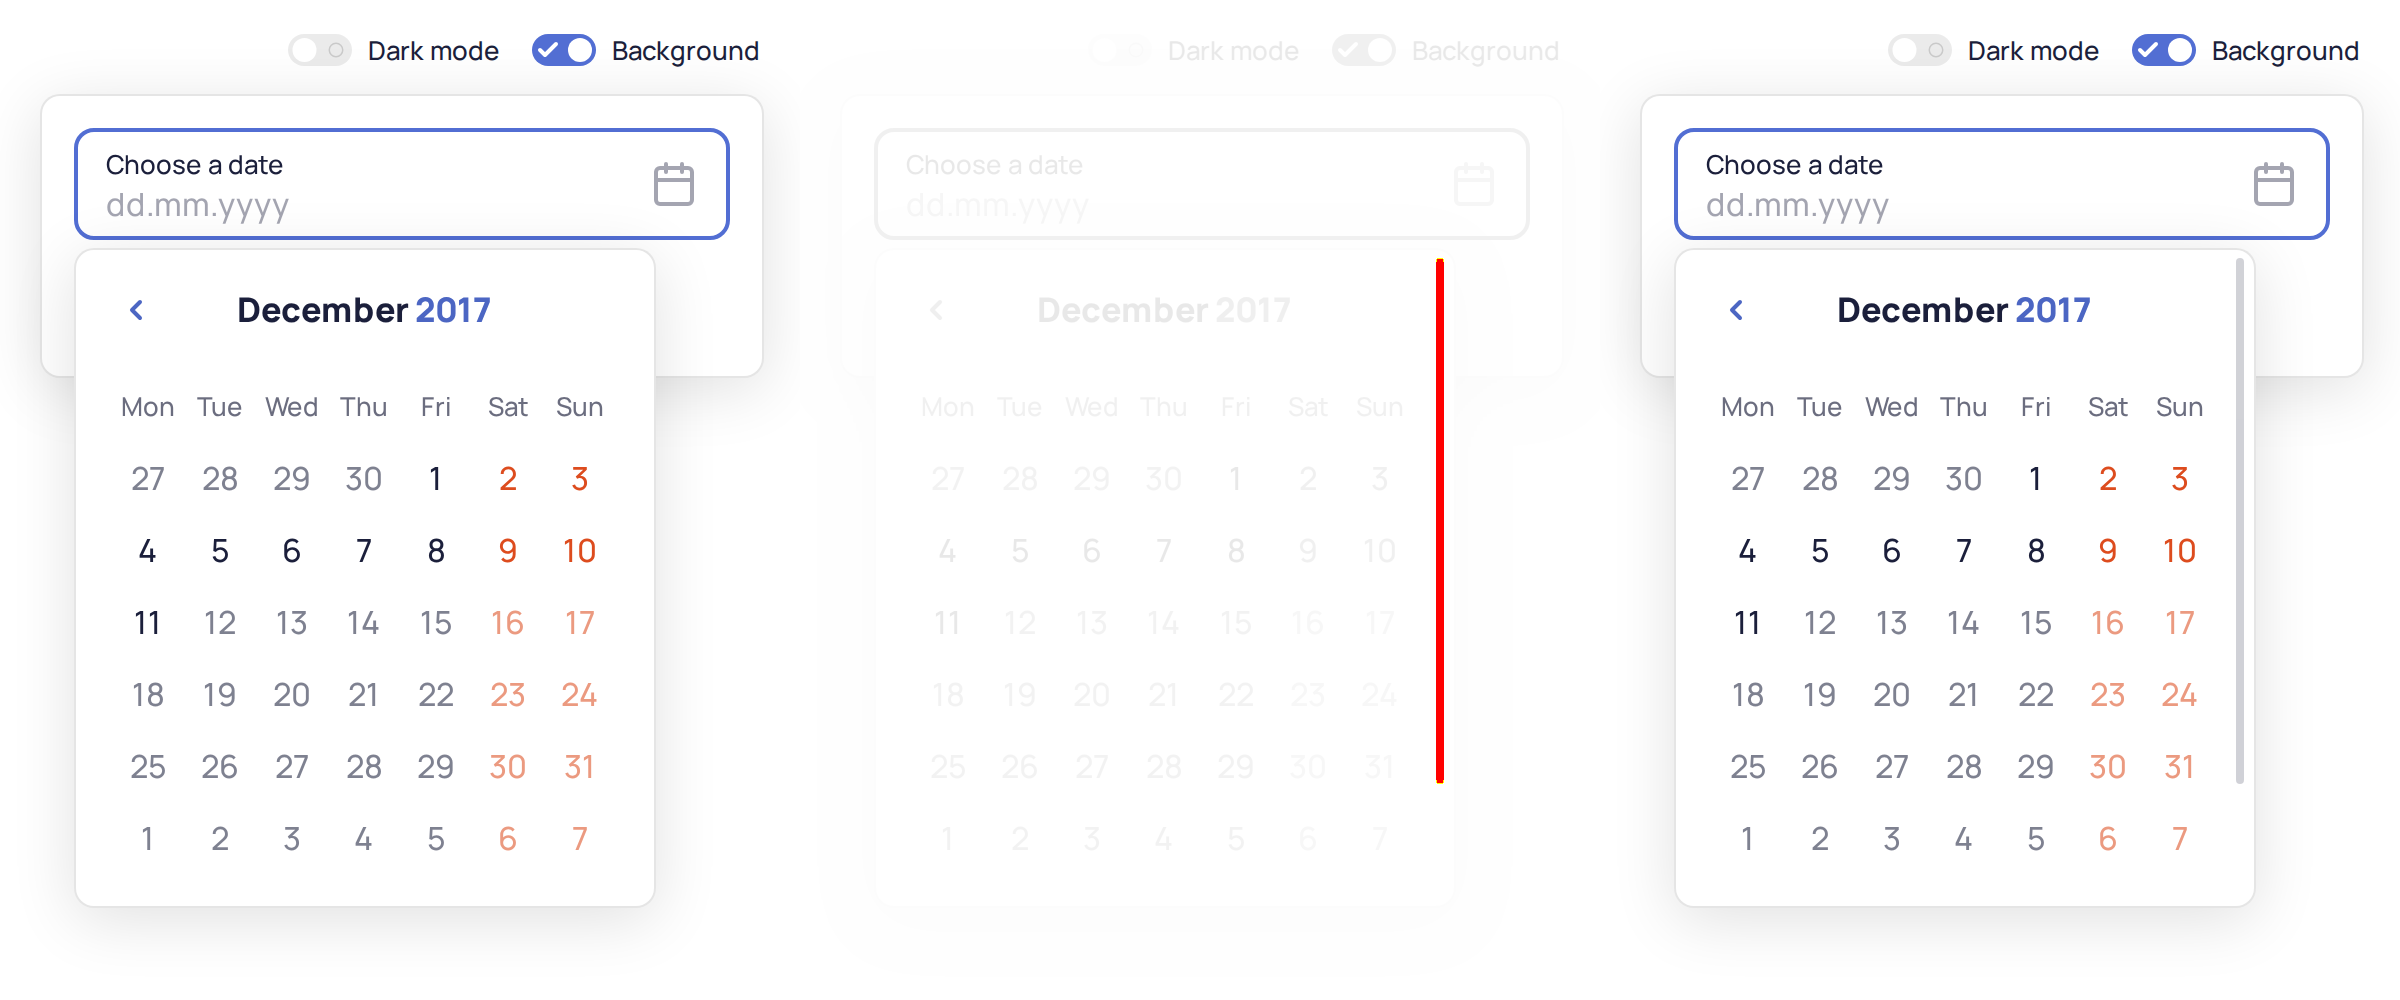 Dark mode Background
Choose a date
dd.mm.yyyy
December 2017
Mon Tue Wed Thu Fri Sat Sun
27 28 29 30 1 2 3
4 5 6 7 8 9 10
11 12 13 14 15 16 17
18 19 20 21 22 23 24
25 26 27 28 29 30 31
1 2 3 4 5 6 7
Dark mode Background
Choose a date
dd.mm.yyyy
December 2017
Mon Tue Wed Thu Fri Sat Sun
27 28 29 30 1 2 3
4 5 6 7 8 9 10
11 12 13 14 15 16 17
18 19 20 21 22 23 24
25 26 27 28 29 30 31
1 2 3 4 5 6 7
Dark mode Background
Choose a date
dd.mm.yyyy
December 2017
Mon Tue Wed Thu Fri Sat Sun
27 28 29 30 1 2 3
4 5 6 7 8 9 10
11 12 13 14 15 16 17
18 19 20 21 22 23 24
25 26 27 28 29 30 31
1 2 3 4 5 6 7